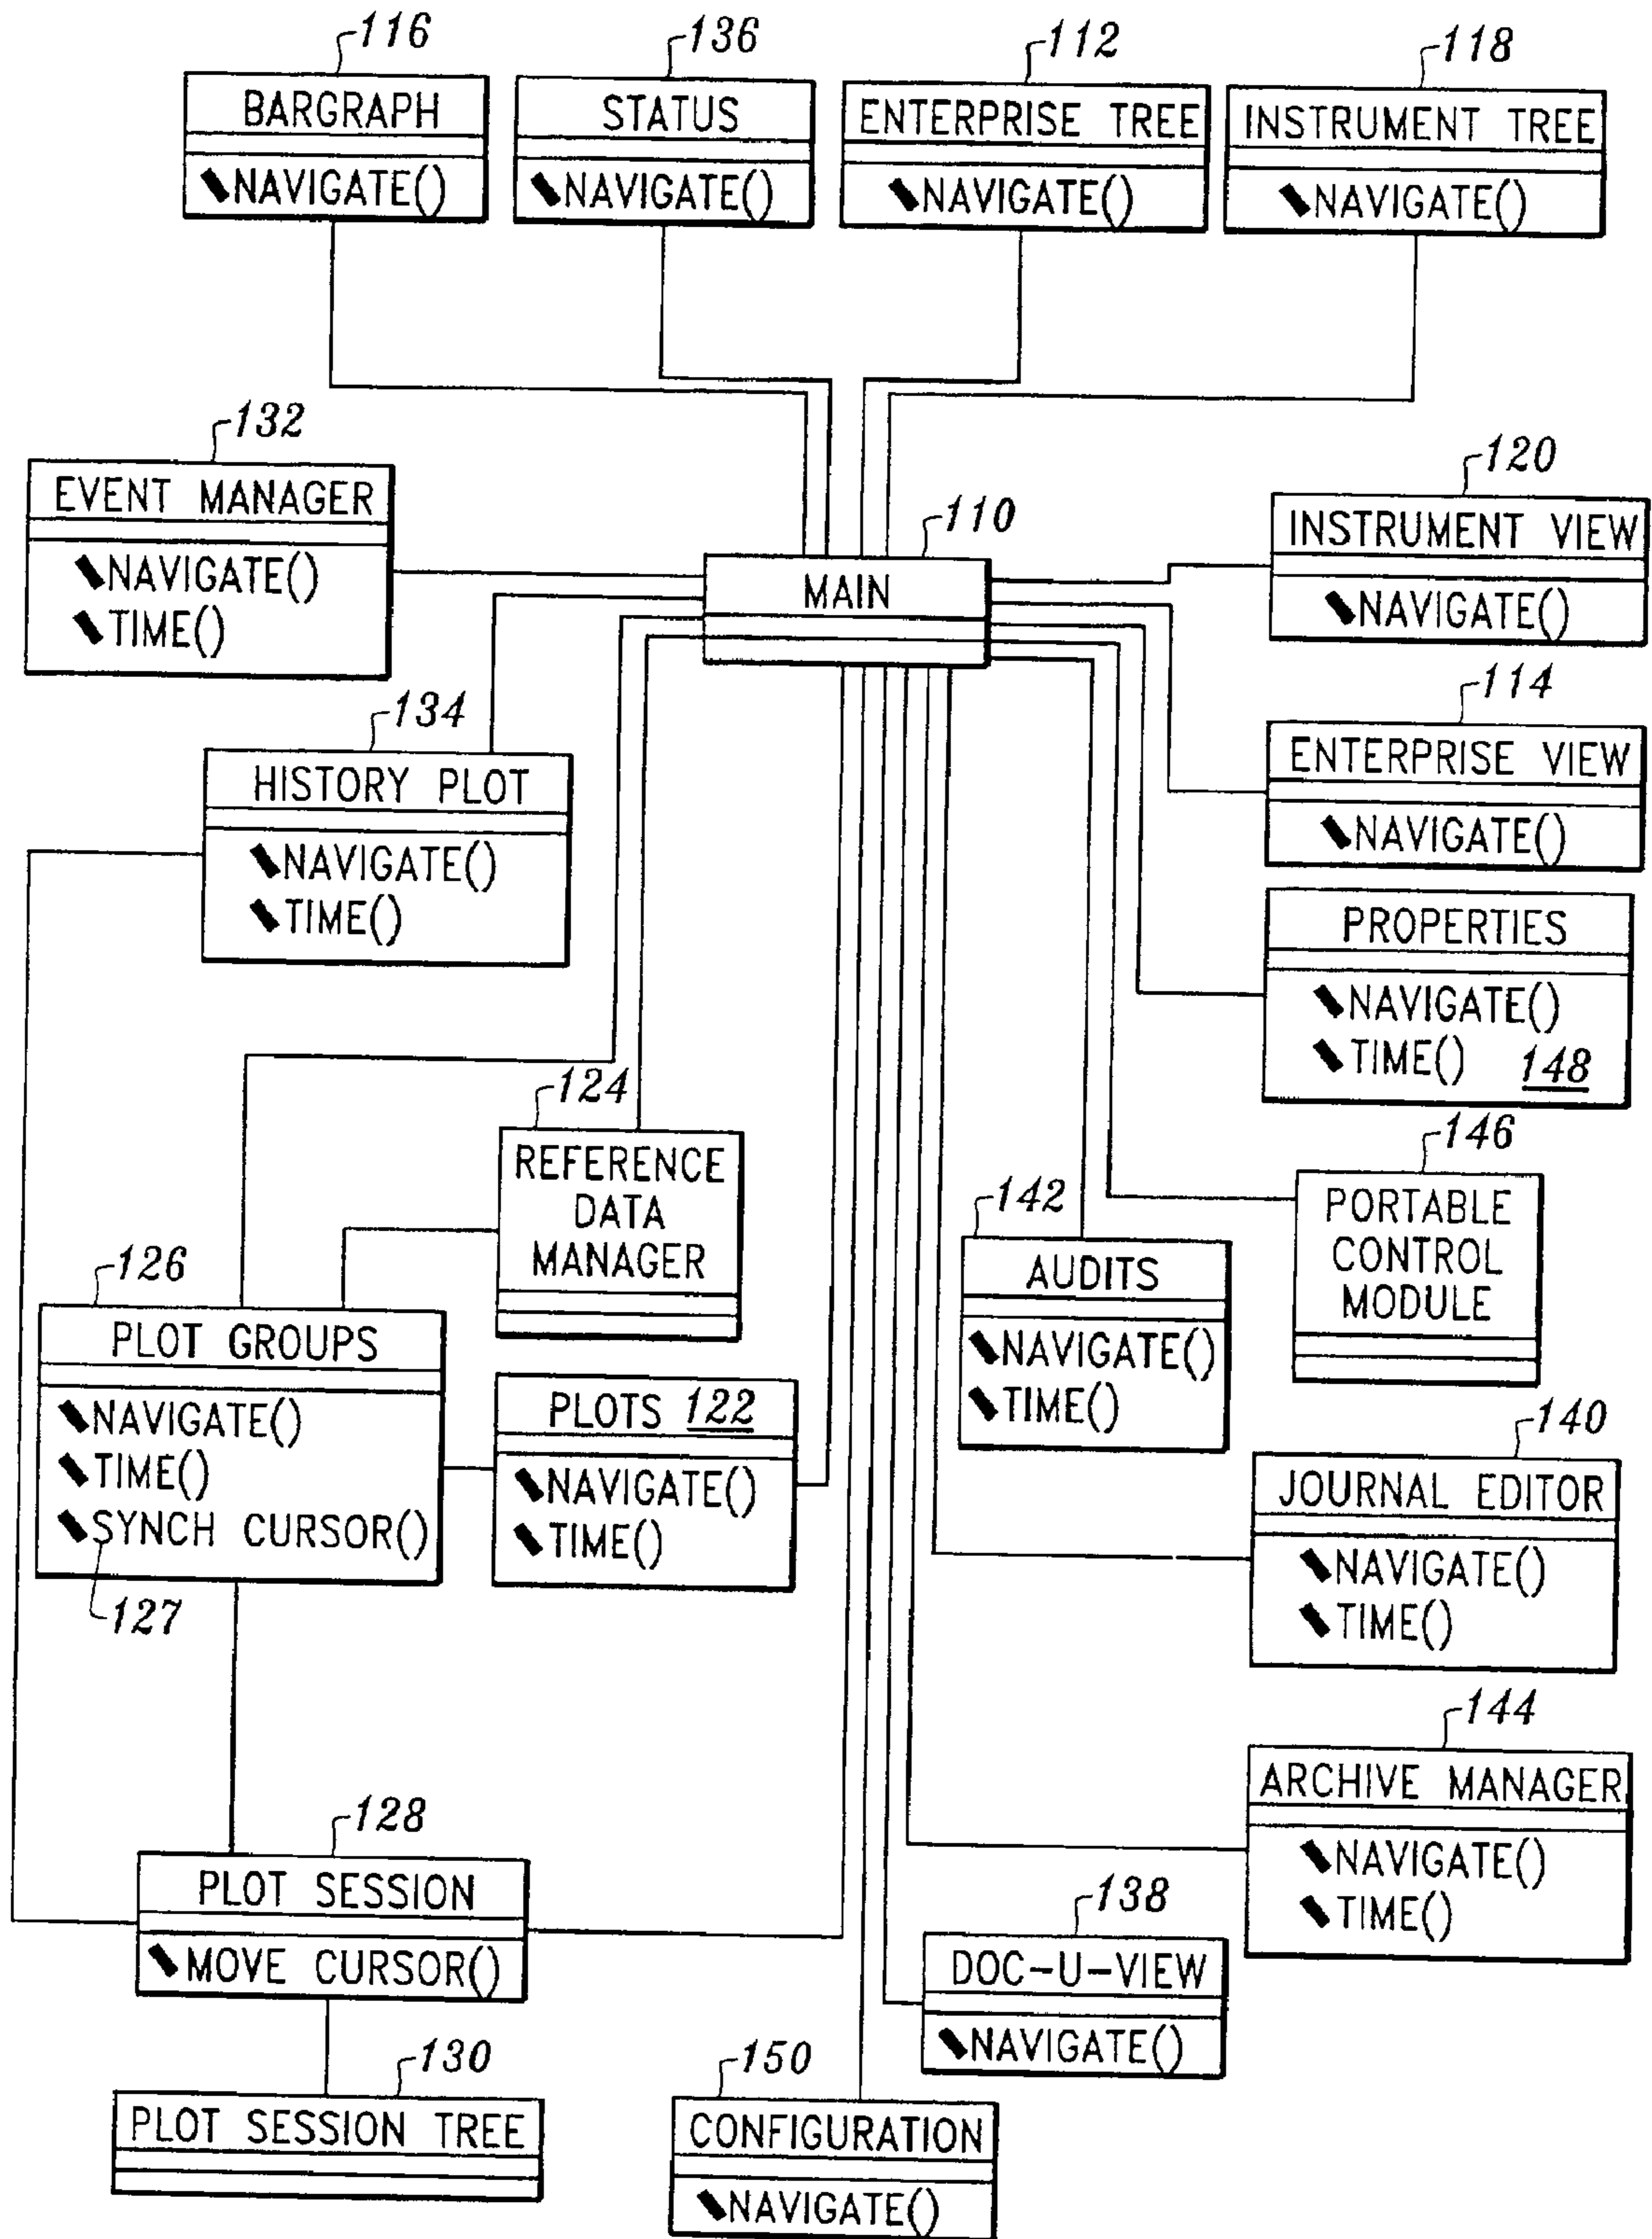 116
136
112
118
BARGRAPH
NAVIGATE()
STATUS
NAVIGATE()
ENTERPRISE TREE
NAVIGATE()
INSTRUMENT TREE
NAVIGATE()
132
EVENT MANAGER
NAVIGATE()
TIME()
110
MAIN
120
INSTRUMENT VIEW
NAVIGATE()
134
HISTORY PLOT
NAVIGATE()
TIME()
114
ENTERPRISE VIEW
NAVIGATE()
PROPERTIES
NAVIGATE()
TIME() 148
124
REFERENCE
DATA
MANAGER
142
AUDITS
NAVIGATE()
TIME()
146
PORTABLE
CONTROL
MODULE
126
PLOT GROUPS
NAVIGATE()
TIME()
SYNCH CURSOR()
127
PLOTS 122
NAVIGATE()
TIME()
140
JOURNAL EDITOR
NAVIGATE()
TIME()
144
ARCHIVE MANAGER
NAVIGATE()
TIME()
128
PLOT SESSION
MOVE CURSOR()
138
DOC-U-VIEW
NAVIGATE()
130
PLOT SESSION TREE
150
CONFIGURATION
NAVIGATE()